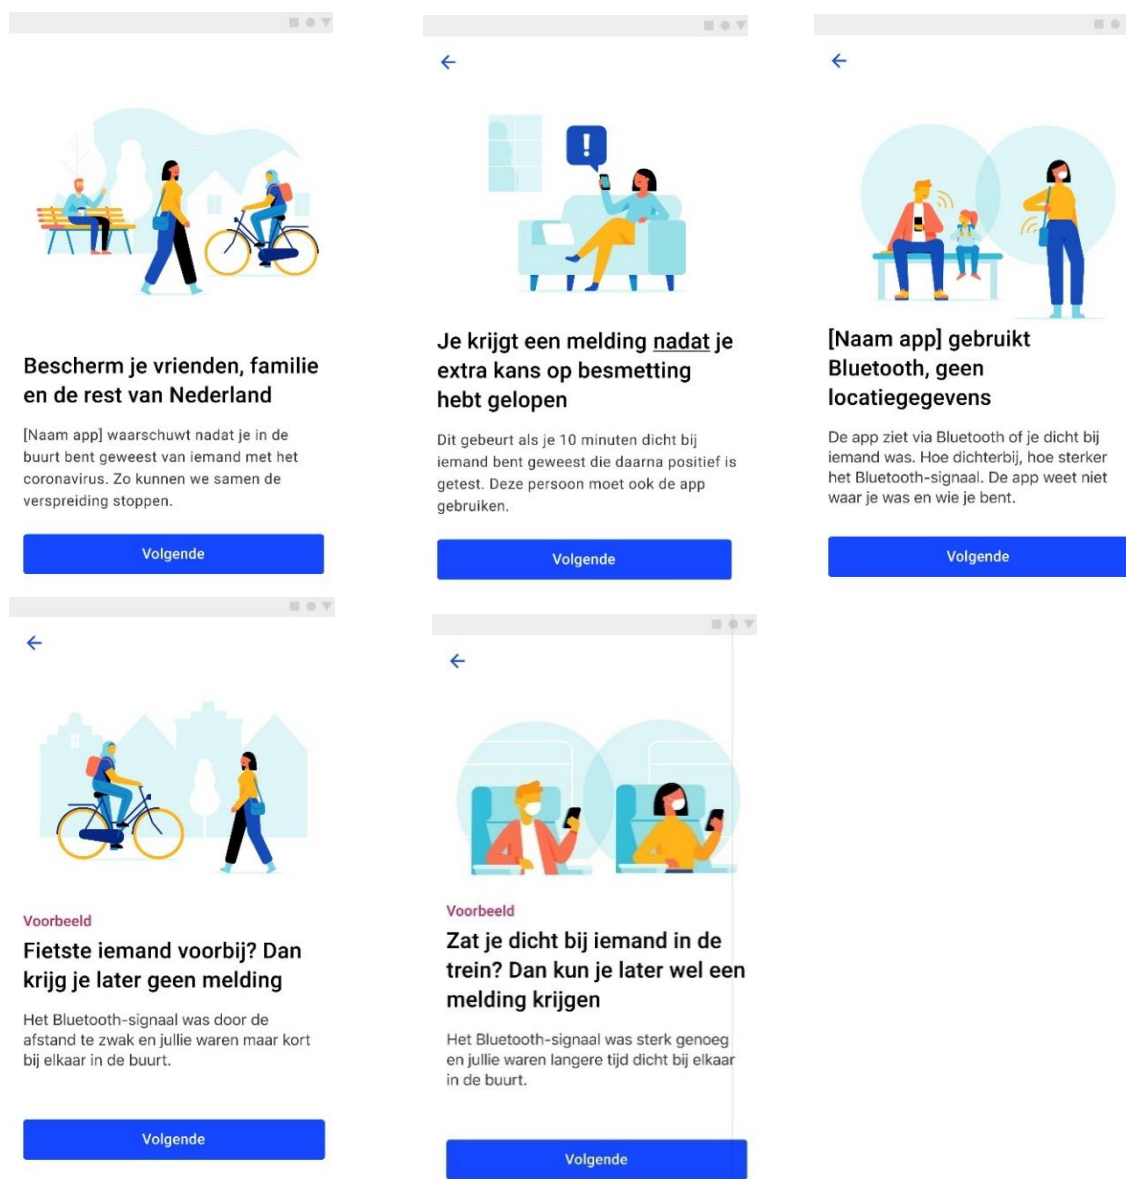 Bescherm je vrienden, familie
en de rest van Nederland
[Naam app] waarschuwt nadat je in de
buurt bent geweest van iemand met het
coronavirus. Zo kunnen we samen de
verspreiding stoppen.
Volgende
!
Je krijgt een melding nadat je
extra kans op besmetting
hebt gelopen
Dit gebeurt als je 10 minuten dicht bij
iemand bent geweest die daarna positief is
getest. Deze persoon moet ook de app
gebruiken.
Volgende
[Naam app] gebruikt
Bluetooth, geen
locatiegegevens
De app ziet via Bluetooth of je dicht bij
iemand was. Hoe dichterbij, hoe sterker
het Bluetooth-signaal. De app weet niet
waar je was en wie je bent.
Volgende
Voorbeeld
Fietste iemand voorbij? Dan
krijg je later geen melding
Het Bluetooth-signaal was door de
afstand te zwak en jullie waren maar kort
bij elkaar in de buurt.
Volgende
Voorbeeld
Zat je dicht bij iemand in de
trein? Dan kun je later wel een
melding krijgen
Het Bluetooth-signaal was sterk genoeg
en jullie waren langere tijd dicht bij elkaar
in de buurt.
Volgende